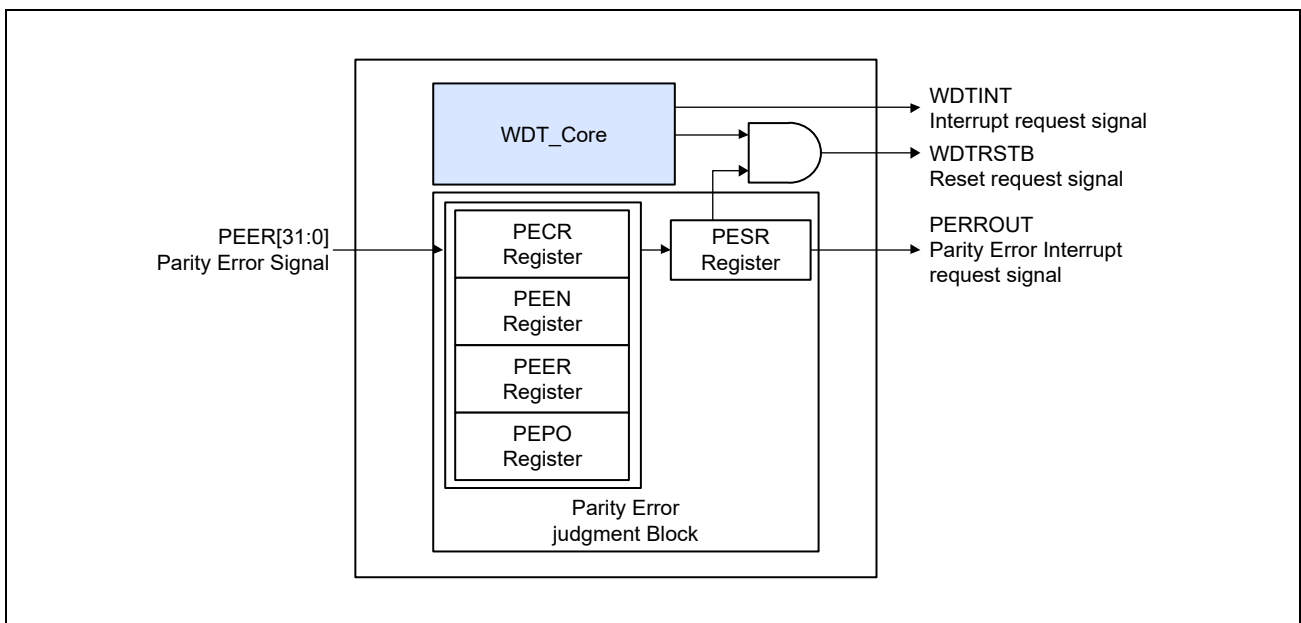 WDT_Core
WDTINT
Interrupt request signal
WDTRSTB
Reset request signal
PEER[31:0]
Parity Error Signal
PECR
Register
PEEN
Register
PEER
Register
PEPO
Register
PESR
Register
PERROUT
Parity Error Interrupt
request signal
Parity Error
judgment Block